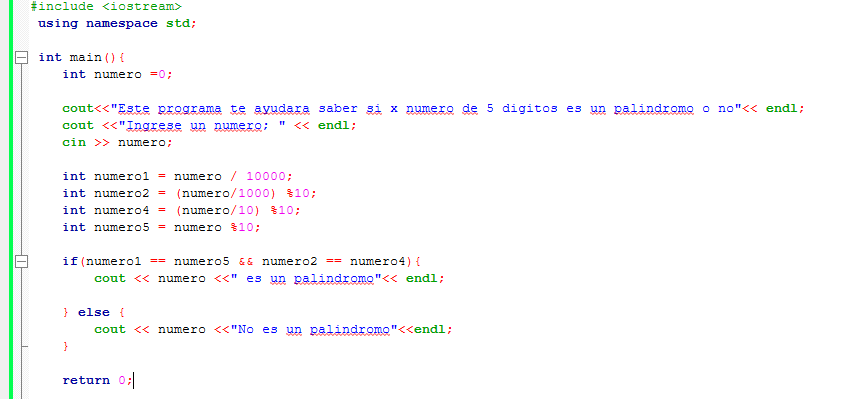 #include <iostream>
using namespace std;
int main(){
int numero =0;
cout<<"Este programa te ayudara saber si x numero de 5 digitos es un palindromo o no"<< endl;
cout <<"Ingrese un numero; " << endl;
cin >> numero;
int numero1 = numero / 10000;
int numero2 = (numero/1000) %10;
int numero4 = (numero/10) %10;
int numero5 = numero %10;
if(numero1 == numero5 && numero2 == numero4){
cout << numero <<" es un palindromo"<< endl;
} else {
cout << numero <<"No es un palindromo"<<endl;
}
return 0;